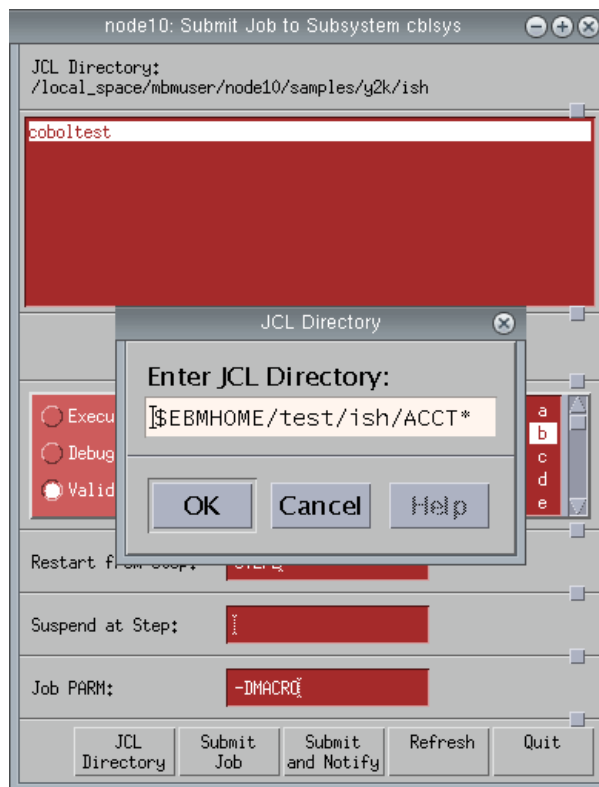 node10: Submit Job to Subsystem cblsys
JCL Directory:
/local_space/mbmuser/node10/samples/y2k/ish
coboltest
JCL Directory
Enter JCL Directory:
$EBMHOME/test/ish/ACCT*
OK Cancel Help
Execu
Debug
Valid
a
b
c
d
e
Restart from Step:
Suspend at Step:
Job PARM: -DMACRO
JCL Directory
Submit Job
Submit and Notify
Refresh
Quit